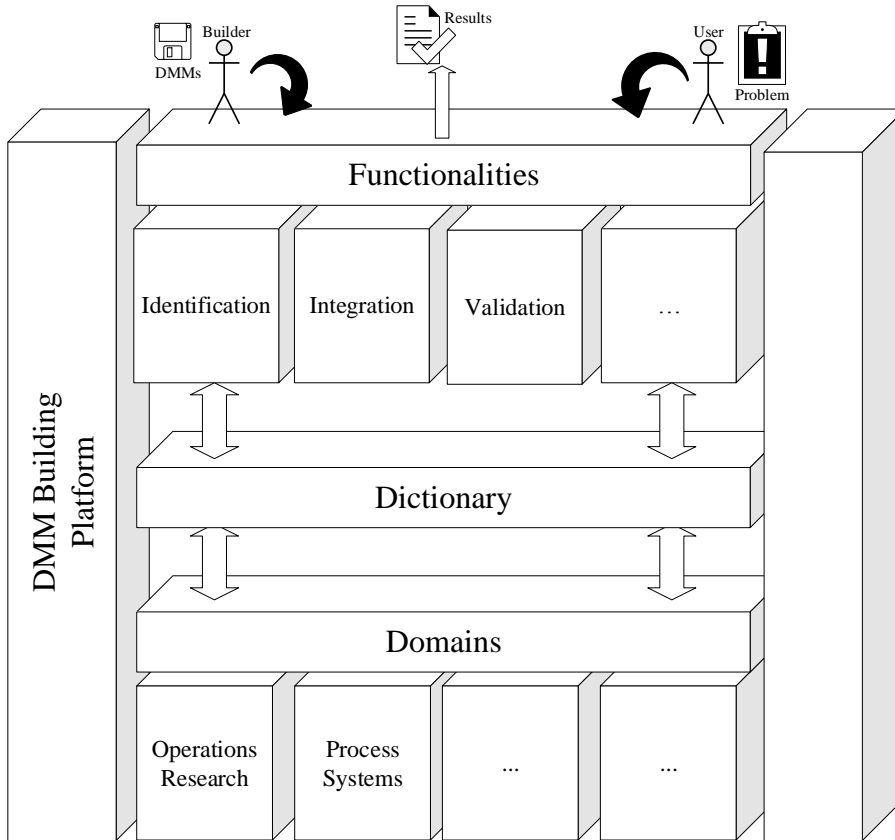 Builder
DMMs
Results
User
Problem
Functionalities
Identification
Integration
Validation
…
DMM Building
Platform
Dictionary
Domains
Operations
Research
Process
Systems
...
...